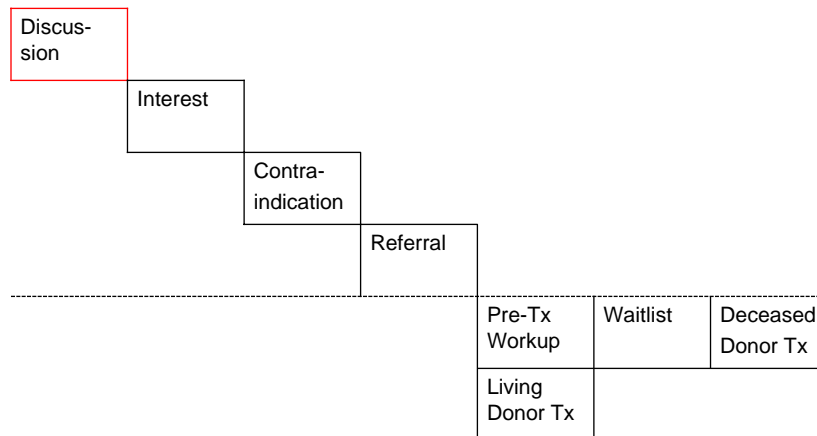 Discus-
sion
Interest
Contra-
indication
Referral
Pre-Tx
Workup
Waitlist
Deceased
Donor Tx
Living
Donor Tx